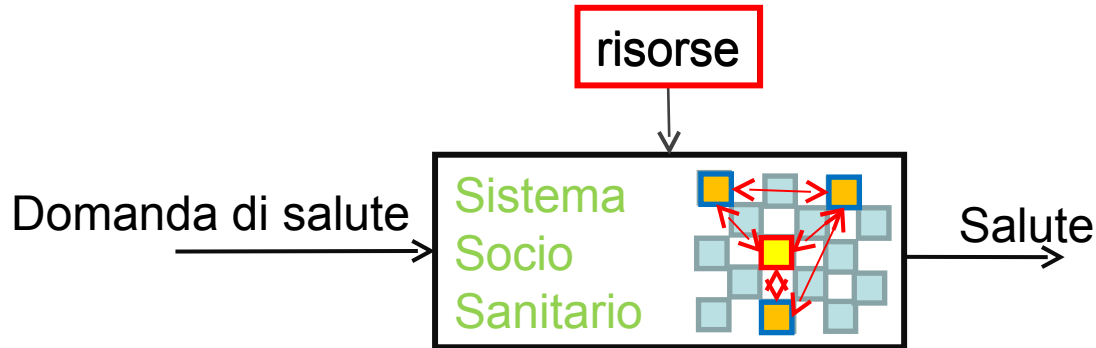 risorse
Domanda di salute
Sistema
Socio
Sanitario
Salute